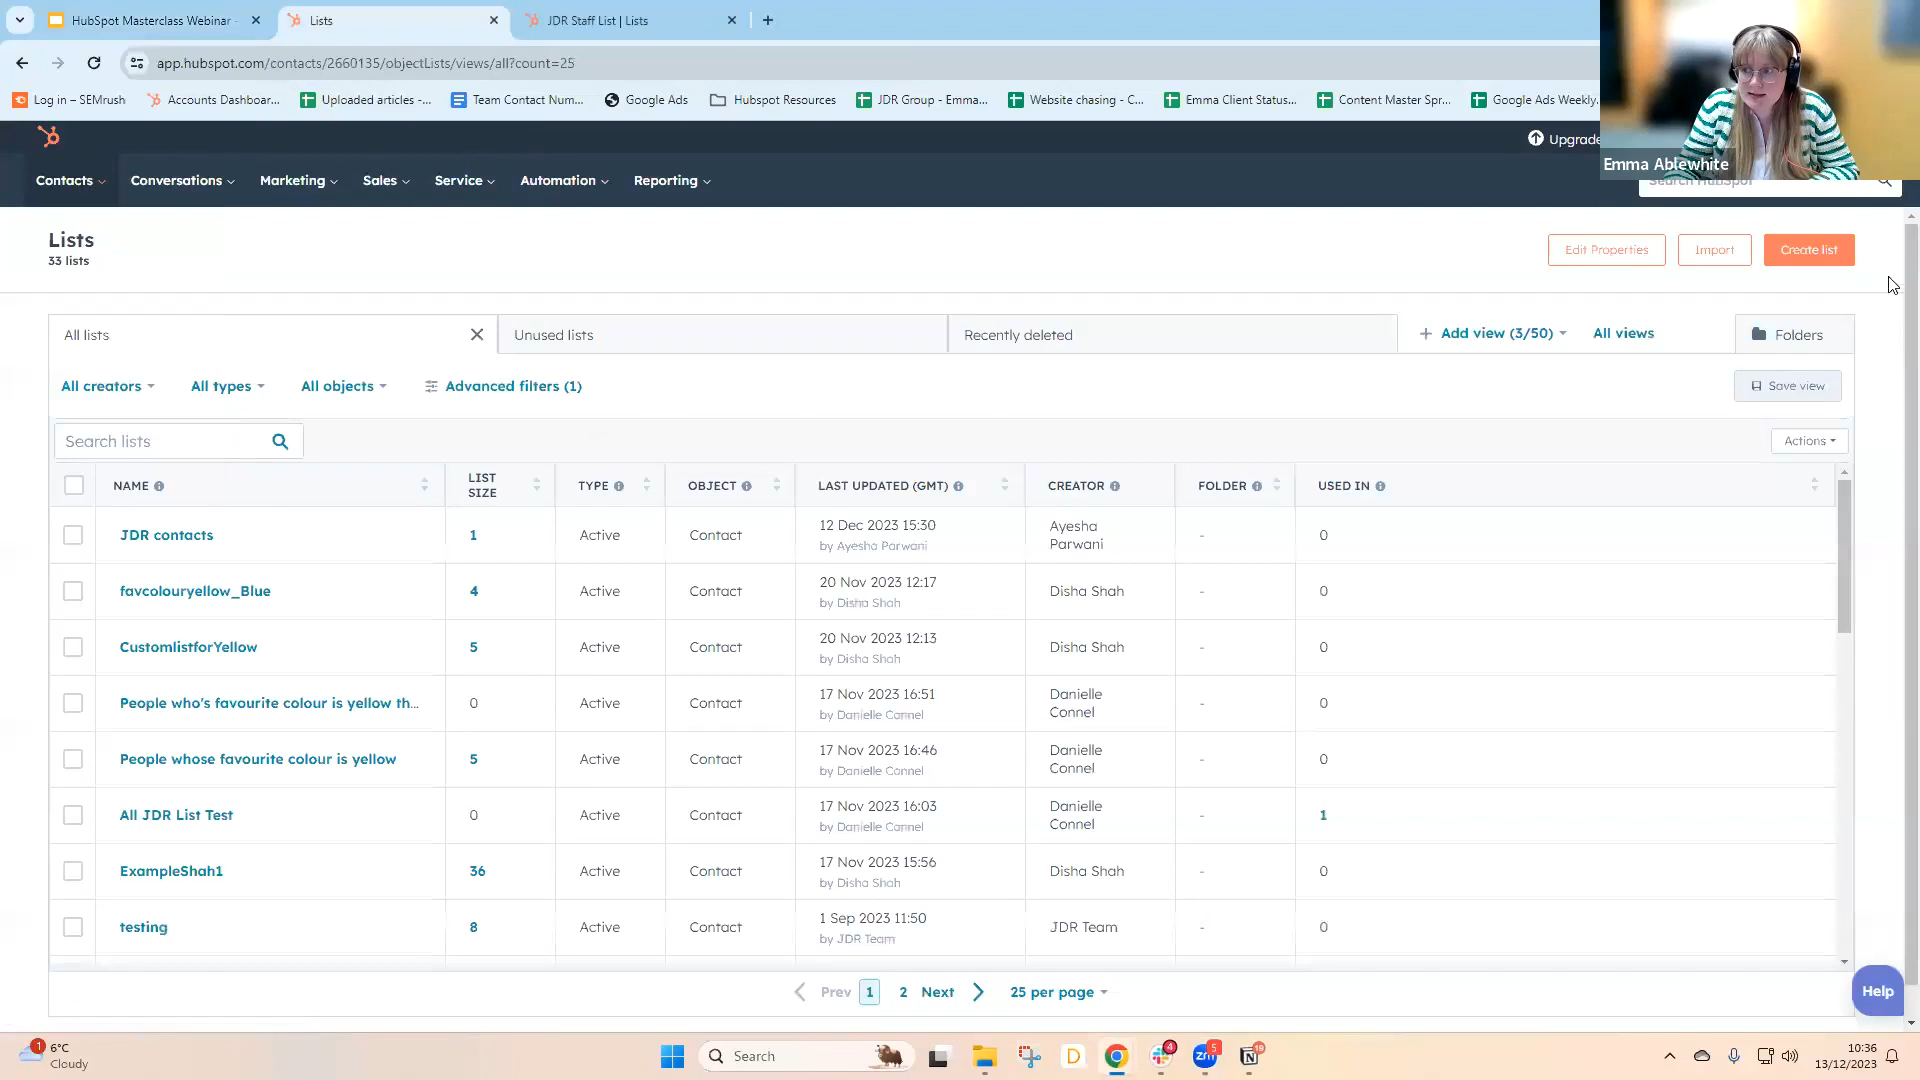 HubSpot Masterclass Webinar
Lists
JDR Staff List | Lists
app.hubspot.com/contacts/2660135/objectLists/views/all?count=25
Log in – SEMrush
Accounts Dashboar...
Uploaded articles -...
Team Contact Num...
Google Ads
Hubspot Resources
JDR Group - Emma...
Website chasing - C...
Emma Client Status...
Content Master Spr...
Google Ads Weekly
Upgrade
Emma Ablewhite
Contacts
Conversations
Marketing
Sales
Service
Automation
Reporting
Search HubSpot
Lists
33 lists
Edit Properties
Import
Create list
All lists
Unused lists
Recently deleted
Add view (3/50)
All views
Folders
All creators
All types
All objects
Advanced filters (1)
Save view
Search lists
Actions
NAME
LIST SIZE
TYPE
OBJECT
LAST UPDATED (GMT)
CREATOR
FOLDER
USED IN
JDR contacts 1 Active Contact 12 Dec 2023 15:30 by Ayesha Parwani Ayesha Parwani - 0
favcolouryellow_Blue 4 Active Contact 20 Nov 2023 12:17 by Disha Shah Disha Shah - 0
CustomlistforYellow 5 Active Contact 20 Nov 2023 12:13 by Disha Shah Disha Shah - 0
People who's favourite colour is yellow th... 0 Active Contact 17 Nov 2023 16:51 by Danielle Connel Danielle Connel - 0
People whose favourite colour is yellow 5 Active Contact 17 Nov 2023 16:46 by Danielle Connel Danielle Connel - 0
All JDR List Test 0 Active Contact 17 Nov 2023 16:03 by Danielle Connel Danielle Connel - 1
ExampleShah1 36 Active Contact 17 Nov 2023 15:56 by Disha Shah Disha Shah - 0
testing 8 Active Contact 1 Sep 2023 11:50 by JDR Team JDR Team - 0
Prev 1 2 Next 25 per page
Help
1
6°C
Cloudy
Search
D
4
zm
5
N
19
10:36
13/12/2023